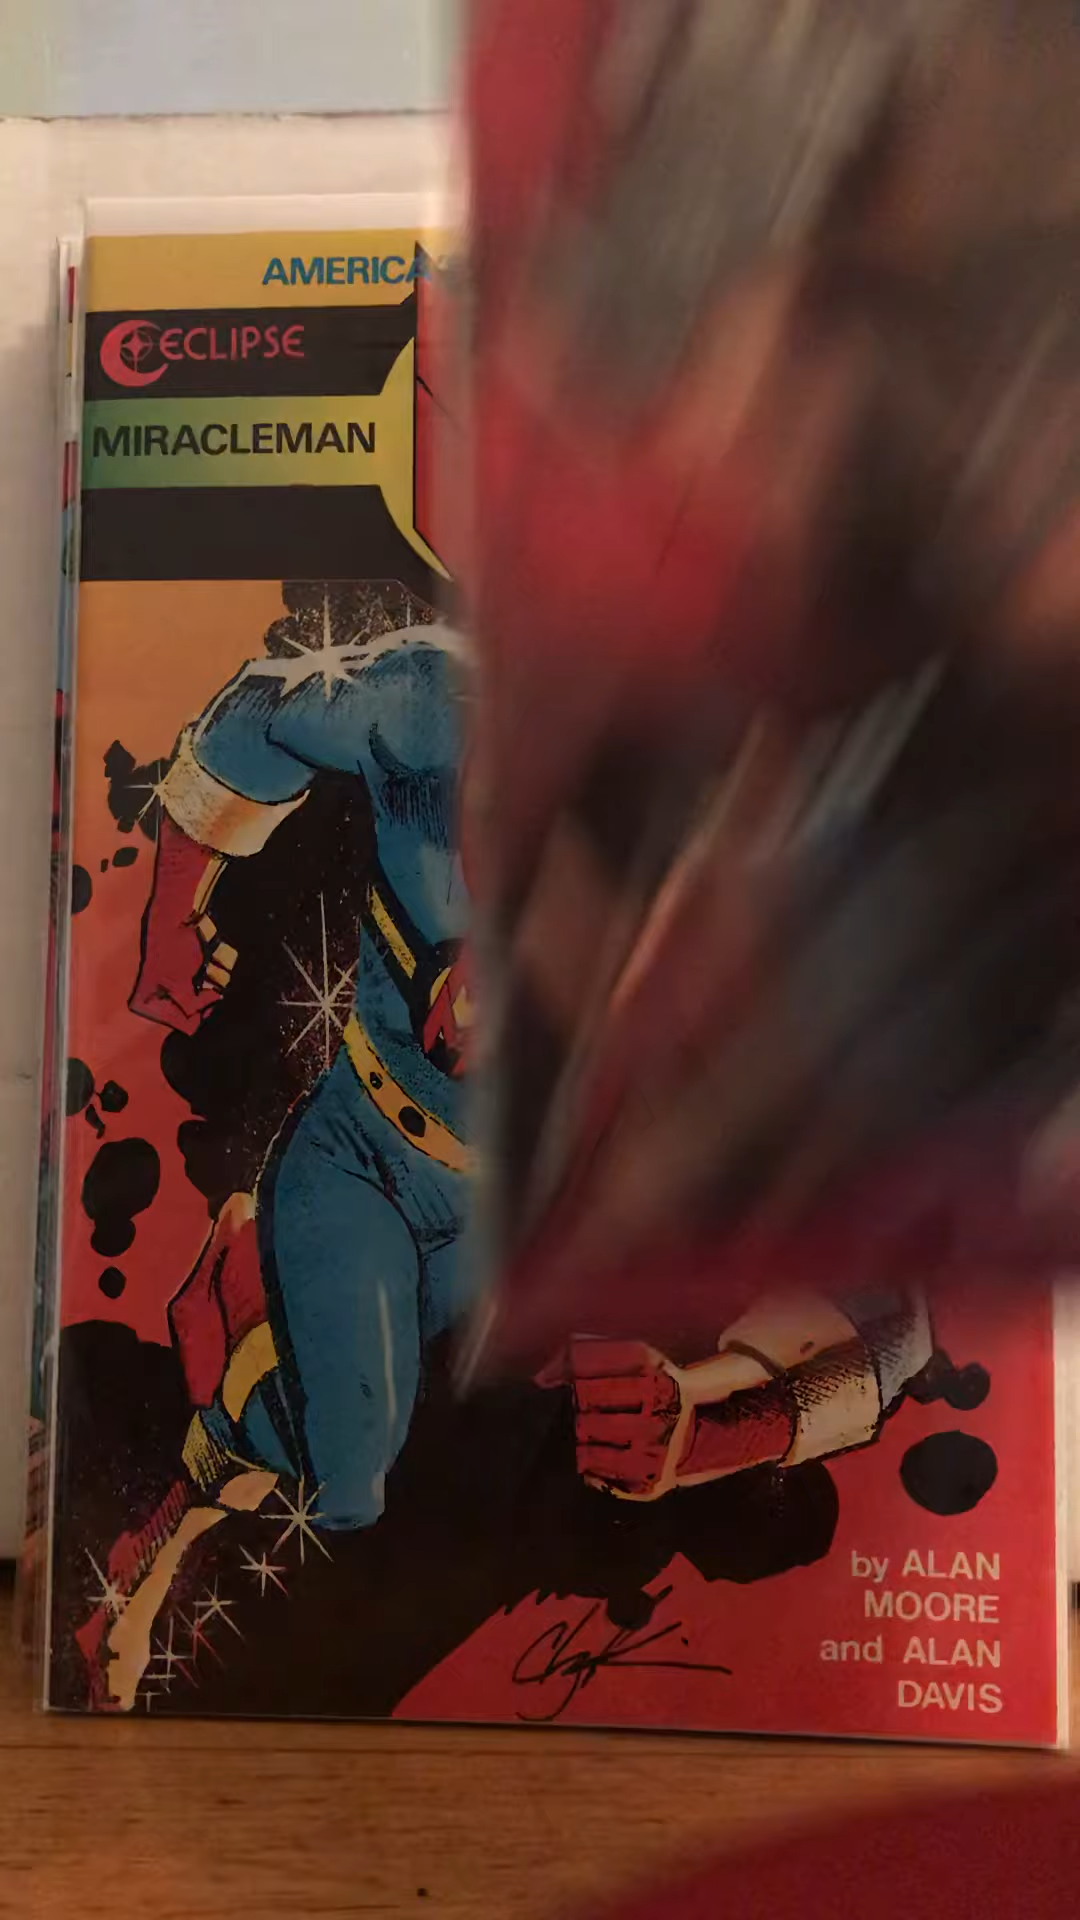 AMERICA
ECLIPSE
MIRACLEMAN
by ALAN
MOORE
and ALAN
DAVIS